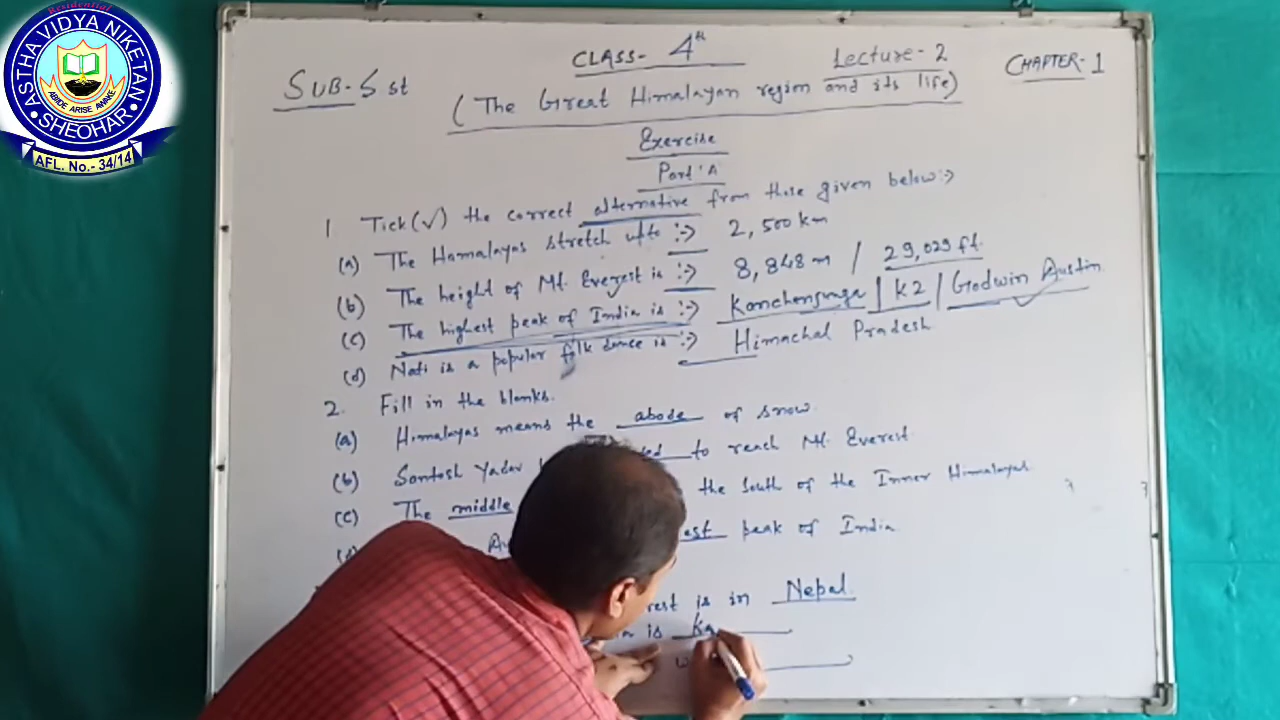 Residential
ASTHA VIDYA NIKETAN
ABIDE ARISE AWAKE
SHEOHAR
AFL. No.- 34/14
SUB-S st
CLASS- 4th
Lecture-2
CHAPTER-1
(The Great Himalayan region and its life)
Exercise
Part 'A
1. Tick(√) the correct alternative from those given below:-
(a) The Hamalayas stretch upto :-) 2,500 km
(b) The height of Mt. Everest is :-) 8,848 m / 29,029 ft.
(c) The highest peak of India is :-) Kanchenjunga | K2 | Godwin Austin
(d) Nati is a popular folk dance is :-) Himachal Pradesh
2. Fill in the blanks.
(a) Himalayas means the abode of snow
(b) Santosh Yadav to reach Mt. Everest
(c) The middle the South of the Inner Himalayas
(d) est peak of India
rest is in Nepal
is Ka